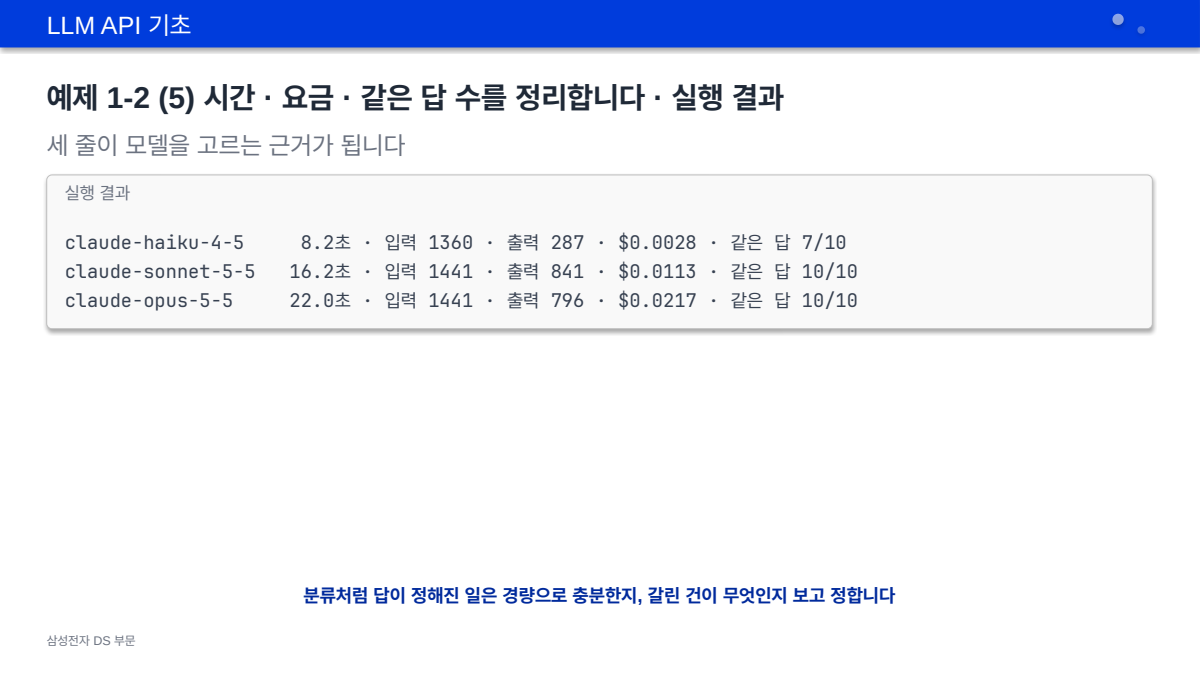 LLM API 기초
예제 1-2 (5) 시간 · 요금 · 같은 답 수를 정리합니다 · 실행 결과
세 줄이 모델을 고르는 근거가 됩니다
실행 결과
claude-haiku-4-5     8.2초 · 입력 1360 · 출력 287 · $0.0028 · 같은 답 7/10
claude-sonnet-5-5   16.2초 · 입력 1441 · 출력 841 · $0.0113 · 같은 답 10/10
claude-opus-5-5     22.0초 · 입력 1441 · 출력 796 · $0.0217 · 같은 답 10/10
분류처럼 답이 정해진 일은 경량으로 충분한지, 갈린 건이 무엇인지 보고 정합니다
삼성전자 DS 부문